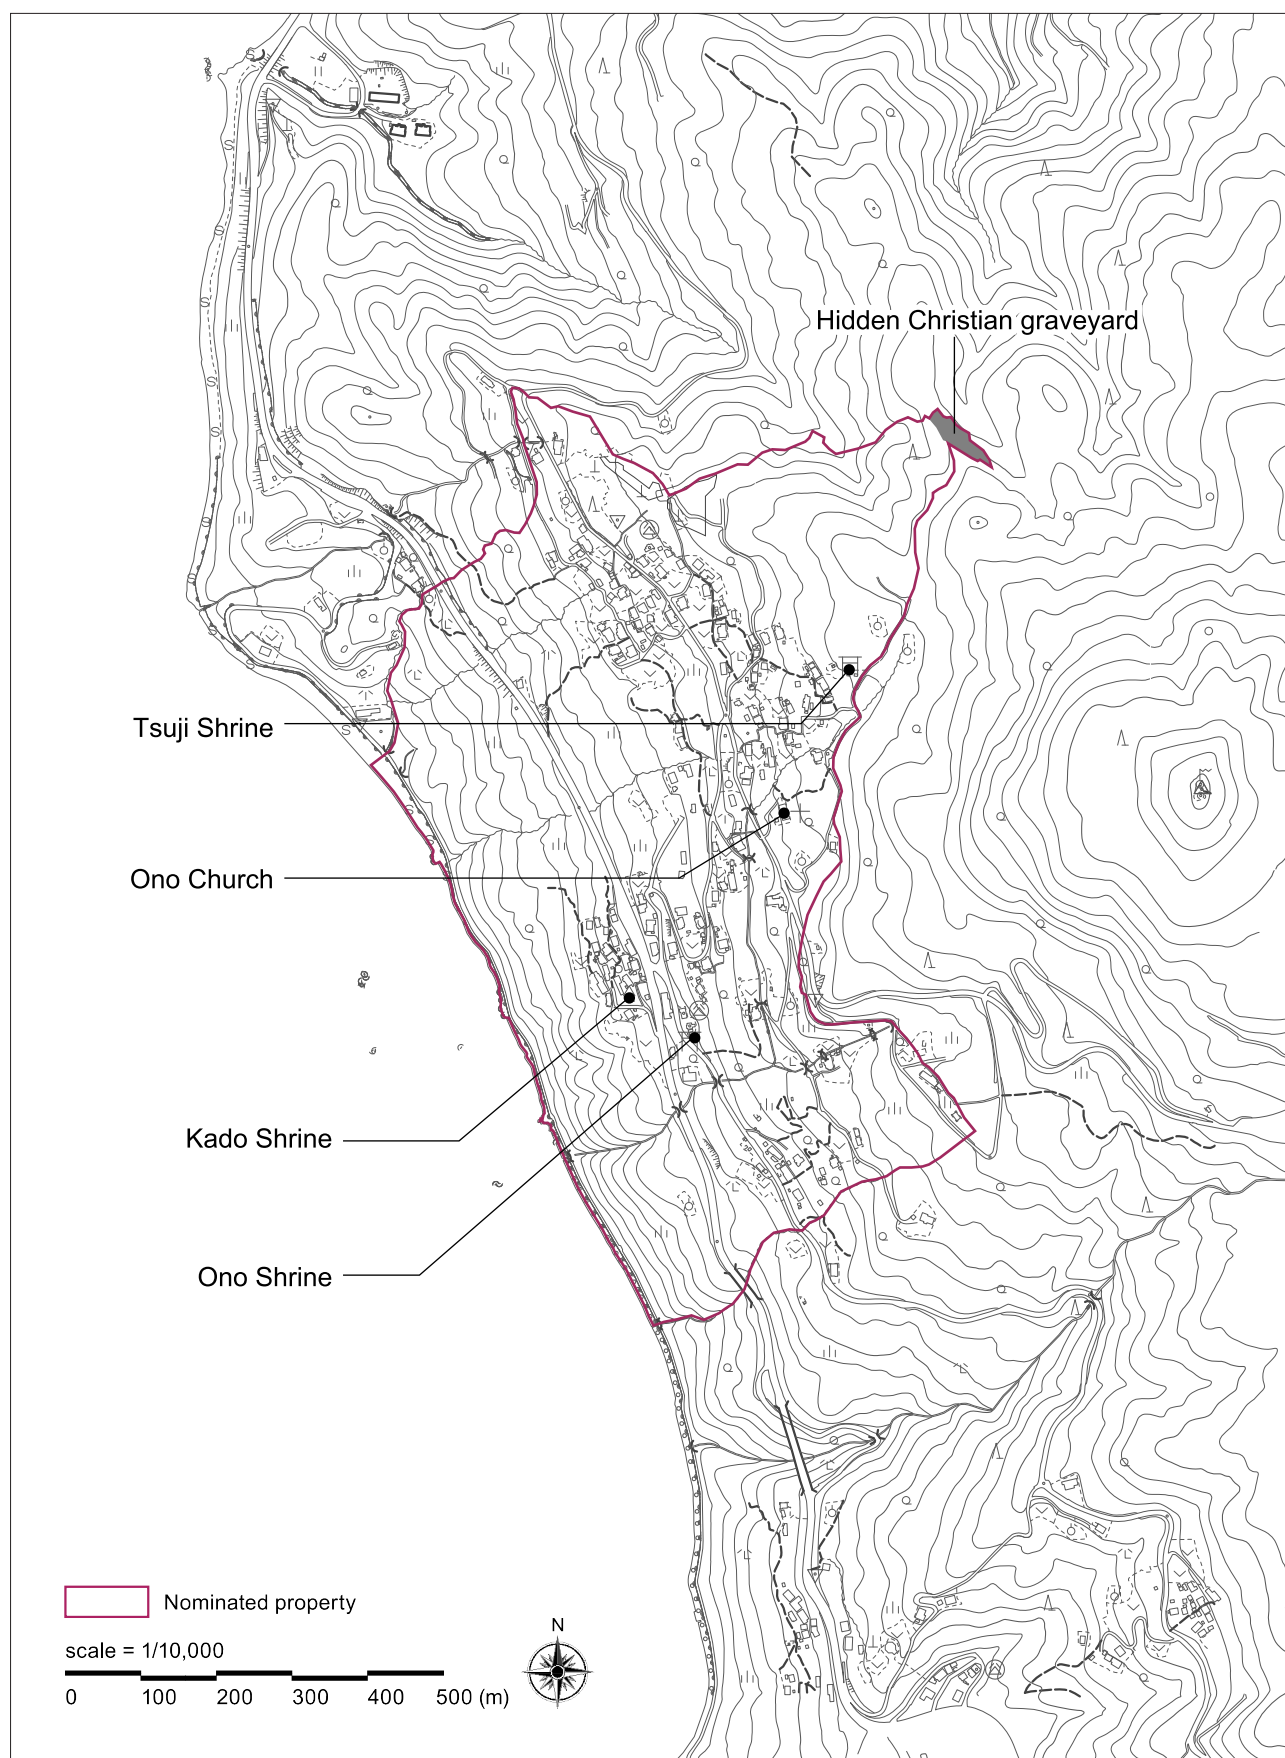 Hidden Christian graveyard
Tsuji Shrine
Ono Church
Kado Shrine
Ono Shrine
Nominated property
scale = 1/10,000
0 100 200 300 400 500 (m)
N